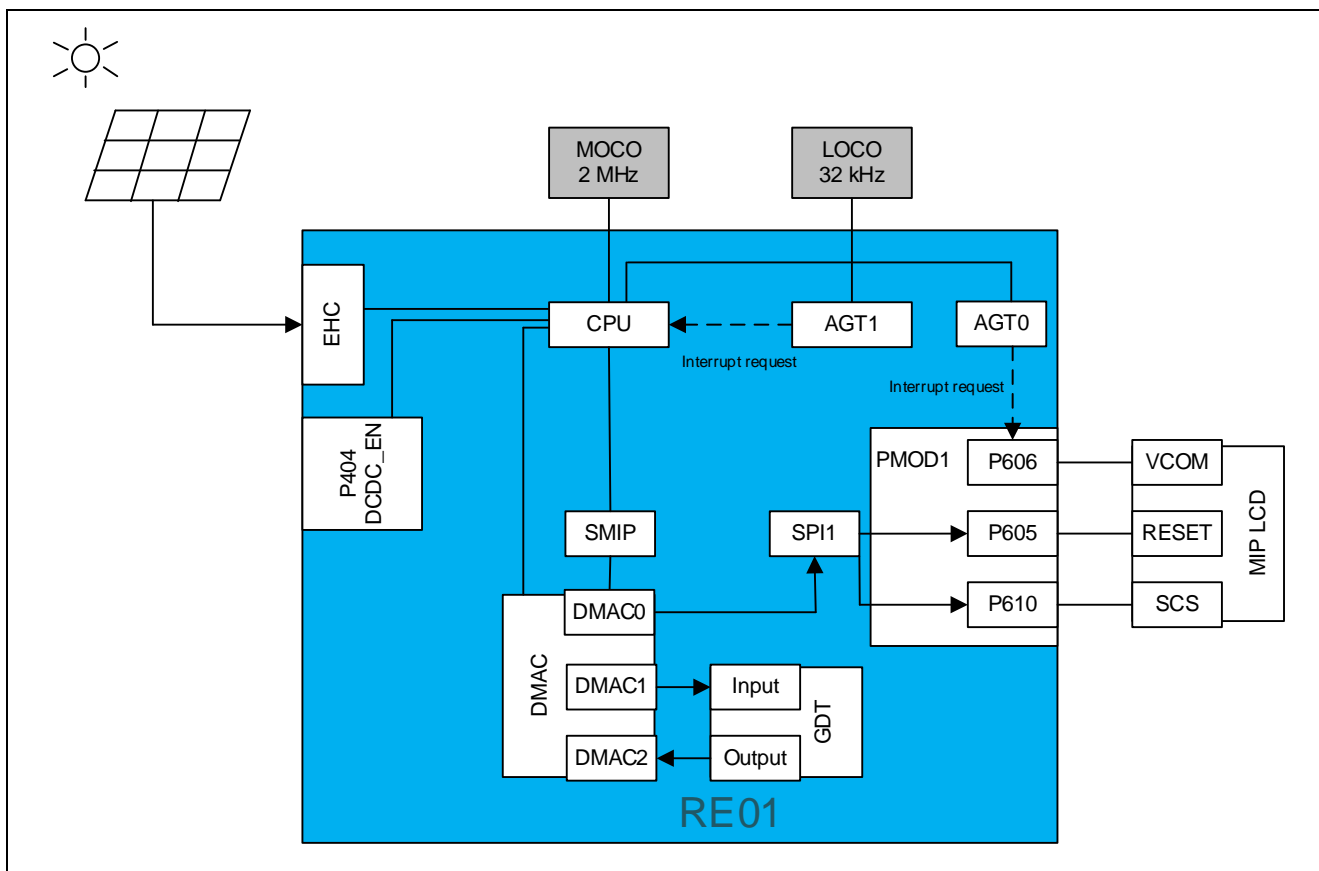 MOCO
2 MHz
LOCO
32 kHz
EHC
CPU
AGT1
AGT0
Interrupt request
Interrupt request
P404
DCDC_EN
PMOD1
P606
VCOM
SMIP
SPI1
P605
RESET
MIP LCD
DMAC0
P610
SCS
DMAC
DMAC1
Input
GDT
DMAC2
Output
RE01